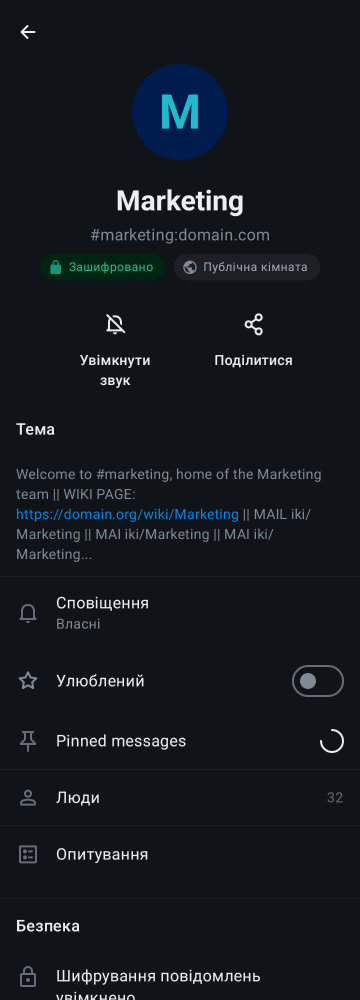 M
Marketing
#marketing:domain.com
Зашифровано
Публічна кімната
Увімкнути
звук
Поділитися
Тема
Welcome to #marketing, home of the Marketing
team || WIKI PAGE:
https://domain.org/wiki/Marketing || MAIL iki/
Marketing || MAI iki/Marketing || MAI iki/
Marketing...
Сповіщення
Власні
Улюблений
Pinned messages
Люди
32
Опитування
Безпека
Шифрування повідомлень
увімкнено